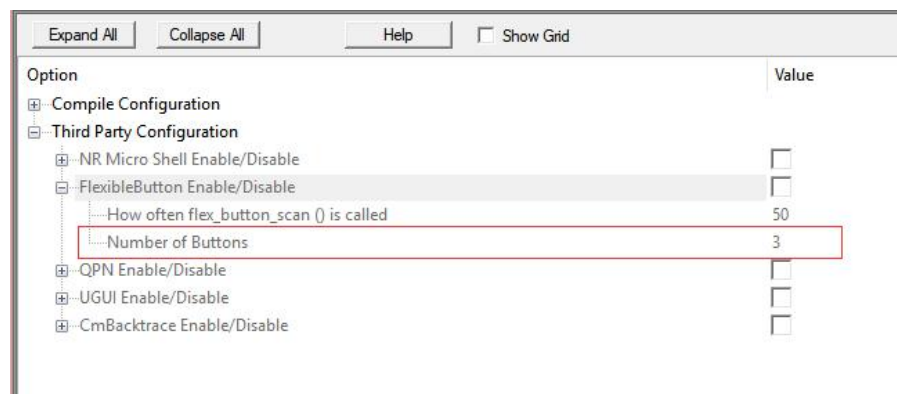 Expand All Collapse All Help Show Grid
Option Value
Compile Configuration
Third Party Configuration
NR Micro Shell Enable/Disable
FlexibleButton Enable/Disable
How often flex_button_scan () is called 50
Number of Buttons 3
QPN Enable/Disable
UGUI Enable/Disable
CmBacktrace Enable/Disable